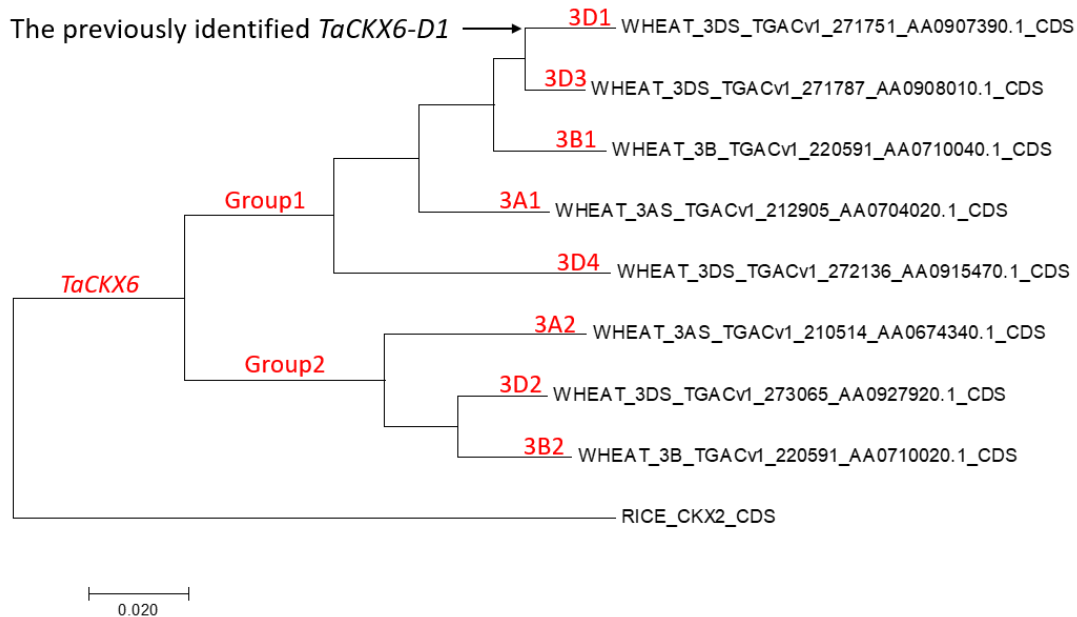 The previously identified TaCKX6-D1
3D1 WHEAT_3DS_TGACv1_271751_AA0907390.1_CDS
3D3 WHEAT_3DS_TGACv1_271787_AA0908010.1_CDS
3B1 WHEAT_3B_TGACv1_220591_AA0710040.1_CDS
Group1
3A1 WHEAT_3AS_TGACv1_212905_AA0704020.1_CDS
3D4 WHEAT_3DS_TGACv1_272136_AA0915470.1_CDS
TaCKX6
3A2 WHEAT_3AS_TGACv1_210514_AA0674340.1_CDS
Group2
3D2 WHEAT_3DS_TGACv1_273065_AA0927920.1_CDS
3B2 WHEAT_3B_TGACv1_220591_AA0710020.1_CDS
RICE_CKX2_CDS
0.020